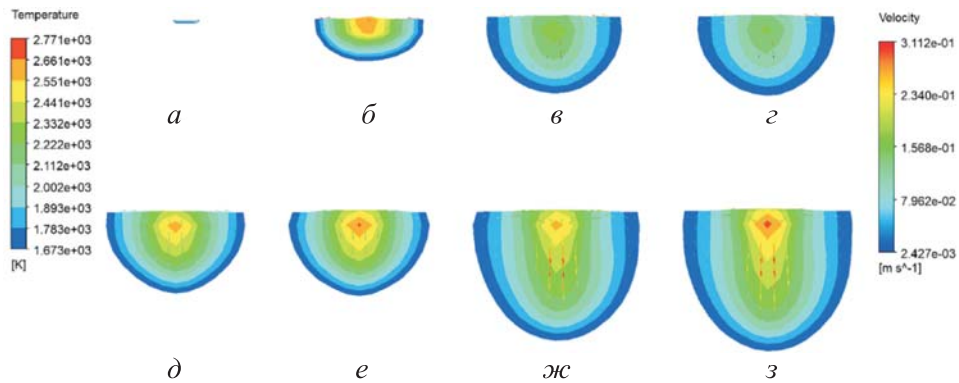 Temperature
2.771e+03
2.661e+03
2.551e+03
2.441e+03
2.332e+03
2.222e+03
2.112e+03
2.002e+03
1.893e+03
1.783e+03
1.673e+03
[K]
а
б
в
г
д
е
ж
з
Velocity
3.112e-01
2.340e-01
1.568e-01
7.962e-02
2.427e-03
[m s^-1]